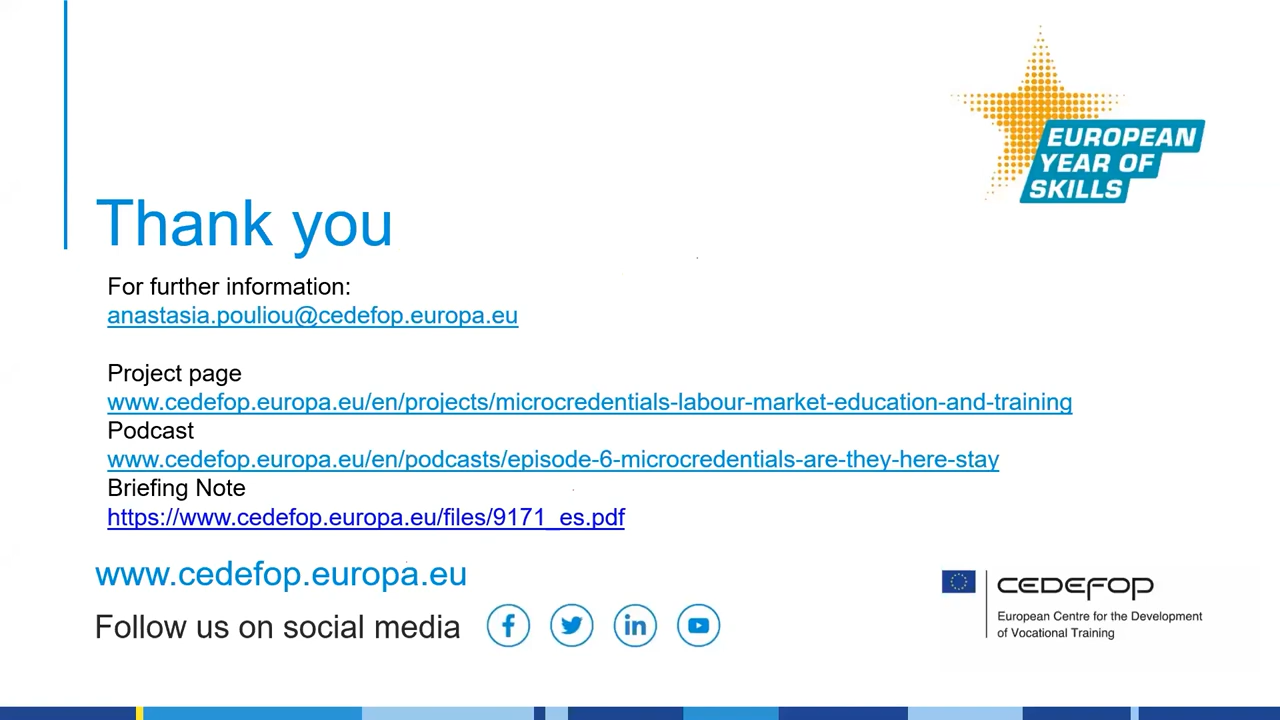 EUROPEAN
YEAR OF
SKILLS
Thank you
For further information:
anastasia.pouliou@cedefop.europa.eu
Project page
www.cedefop.europa.eu/en/projects/microcredentials-labour-market-education-and-training
Podcast
www.cedefop.europa.eu/en/podcasts/episode-6-microcredentials-are-they-here-stay
Briefing Note
https://www.cedefop.europa.eu/files/9171_es.pdf
www.cedefop.europa.eu
Follow us on social media
CEDEFOP
European Centre for the Development
of Vocational Training